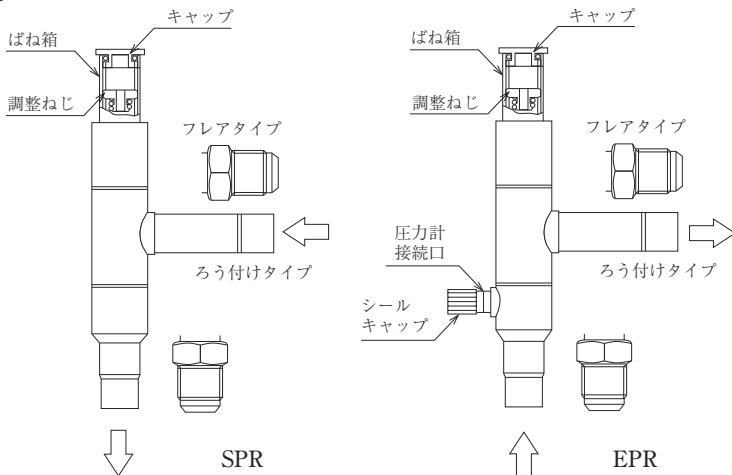 キャップ
ばね箱
調整ねじ
フレアタイプ
ろう付けタイプ
SPR
キャップ
ばね箱
調整ねじ
フレアタイプ
圧力計
接続口
ろう付けタイプ
シール
キャップ
EPR